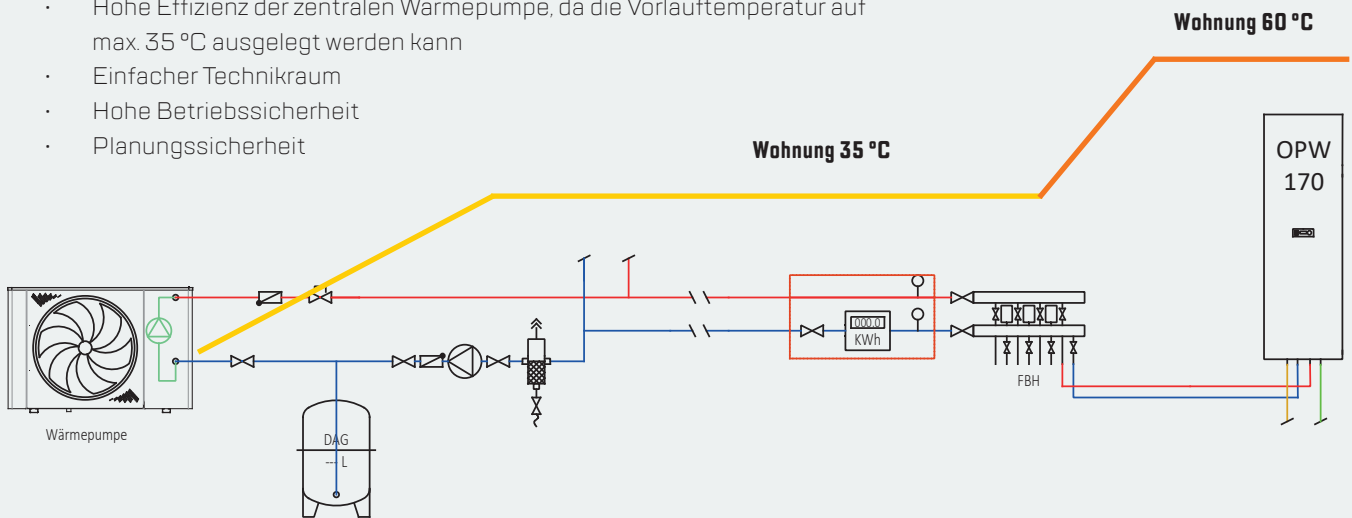 · Hohe Effizienz der zentralen Wärmepumpe, da die Vorlauftemperatur auf
max. 35 °C ausgelegt werden kann
· Einfacher Technikraum
· Hohe Betriebssicherheit
· Planungssicherheit
Wohnung 60 °C
Wohnung 35 °C
OPW
170
000.0
KWh
FBH
Wärmepumpe
DAG
--- L